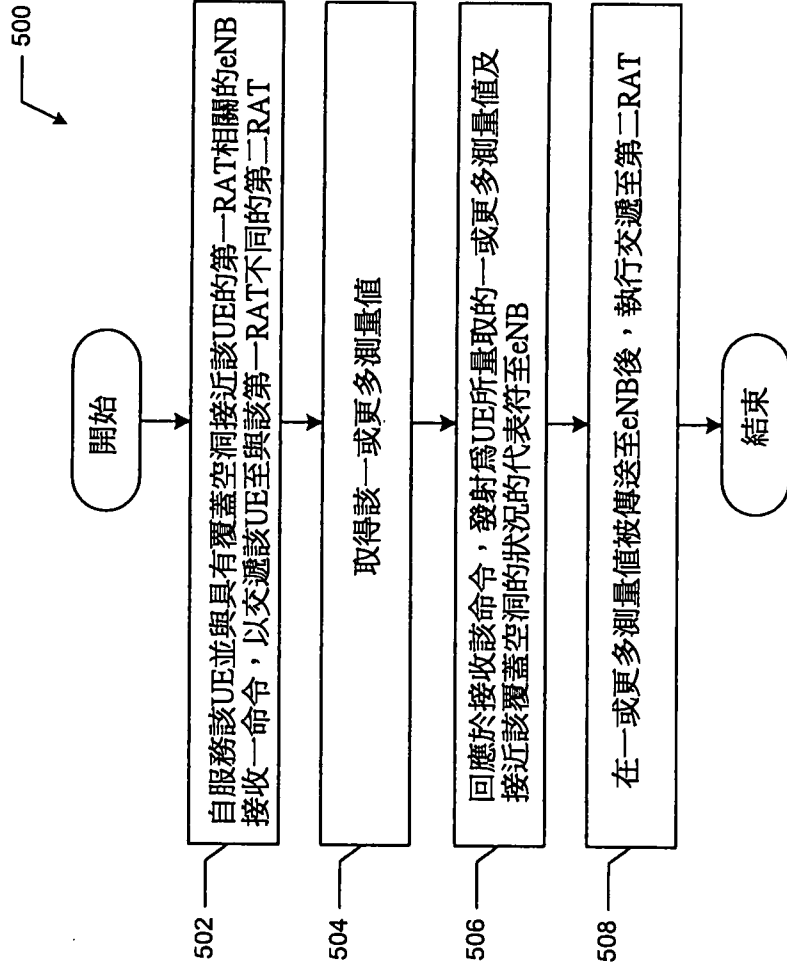 500
開始
502
自服務該UE並與具有覆蓋空洞接近該UE的第一RAT相關的eNB
接收一命令，以交遞該UE至與該第一RAT不同的第二RAT
504
取得該一或更多測量值
506
回應於接收該命令，發射爲UE所量取的一或更多測量值及
接近該覆蓋空洞的狀況的代表符至eNB
508
在一或更多測量值被傳送至eNB後，執行交遞至第二RAT
結束